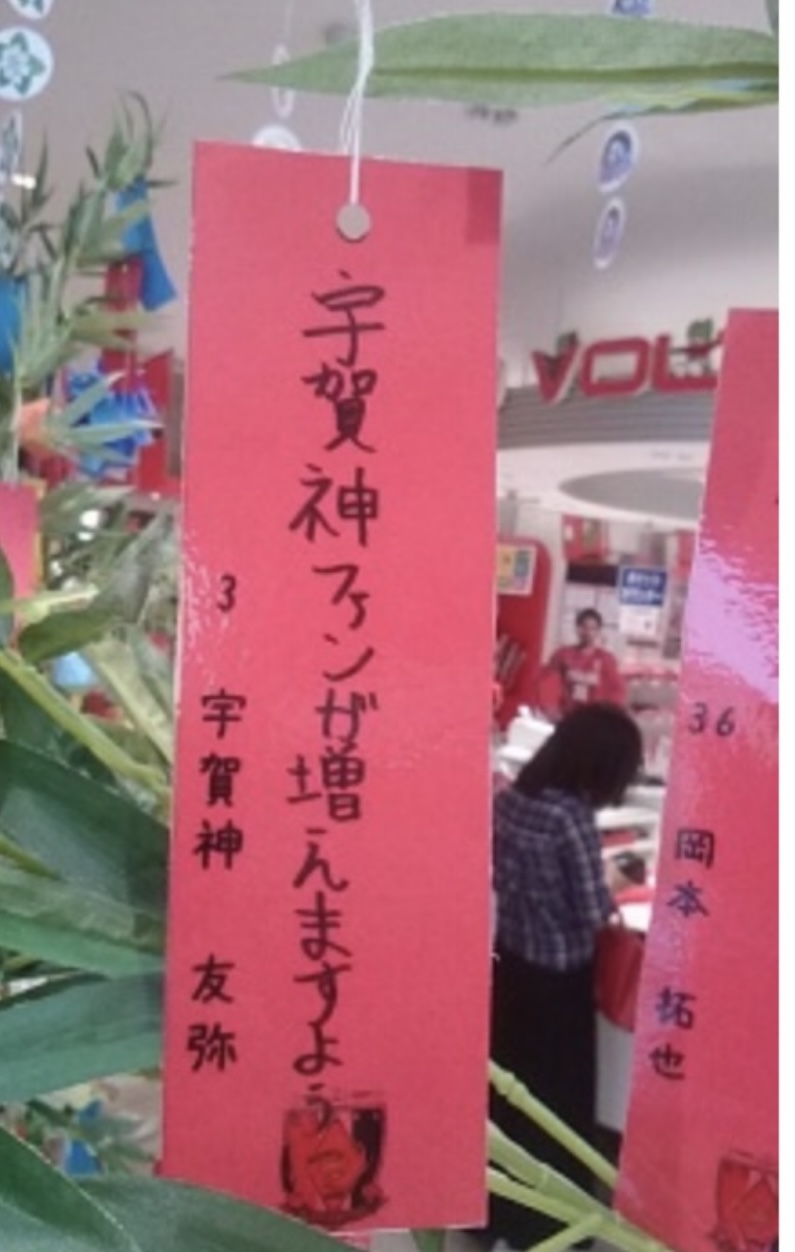 宇賀神ファンが増えますよう
3 宇賀神 友弥
VOL
36 岡本 拓也